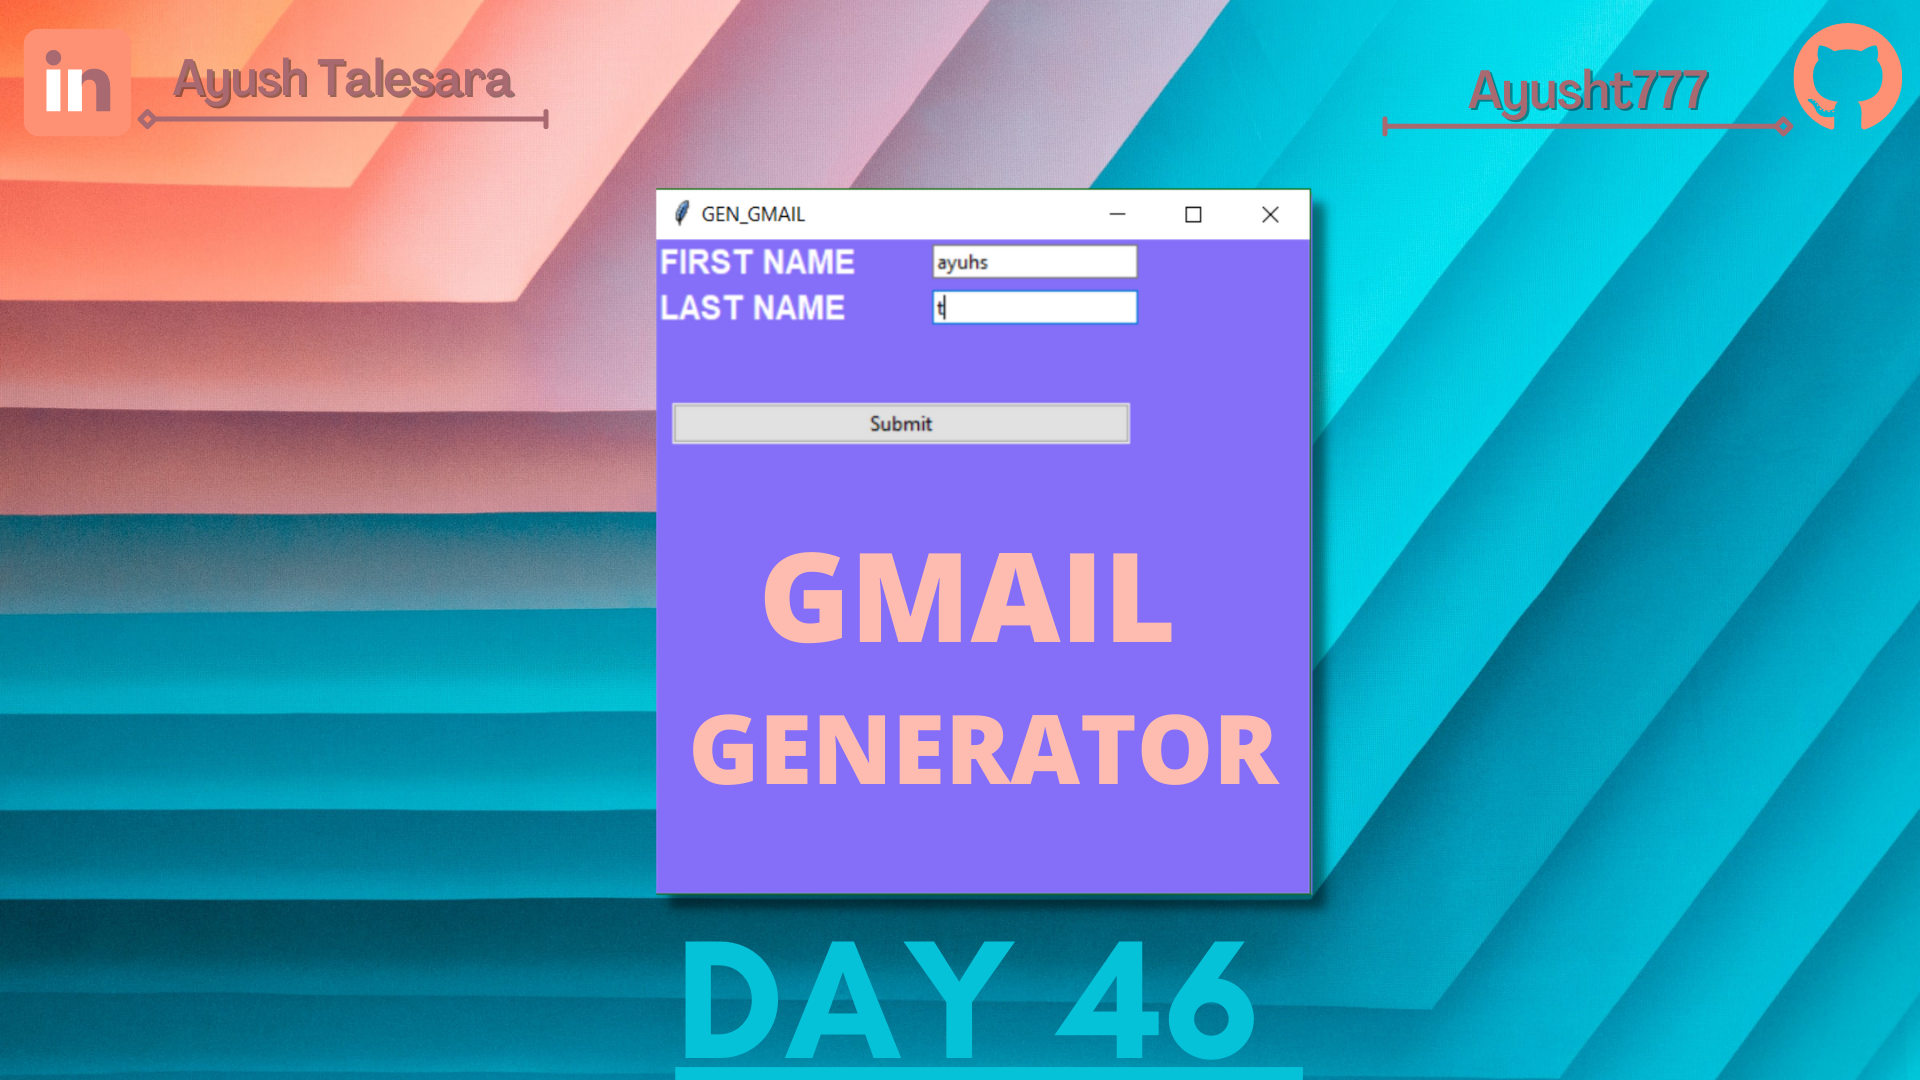 in
Ayush Talesara
Ayusht777
GEN_GMAIL
FIRST NAME ayuhs
LAST NAME t
Submit
GMAIL
GENERATOR
DAY 46